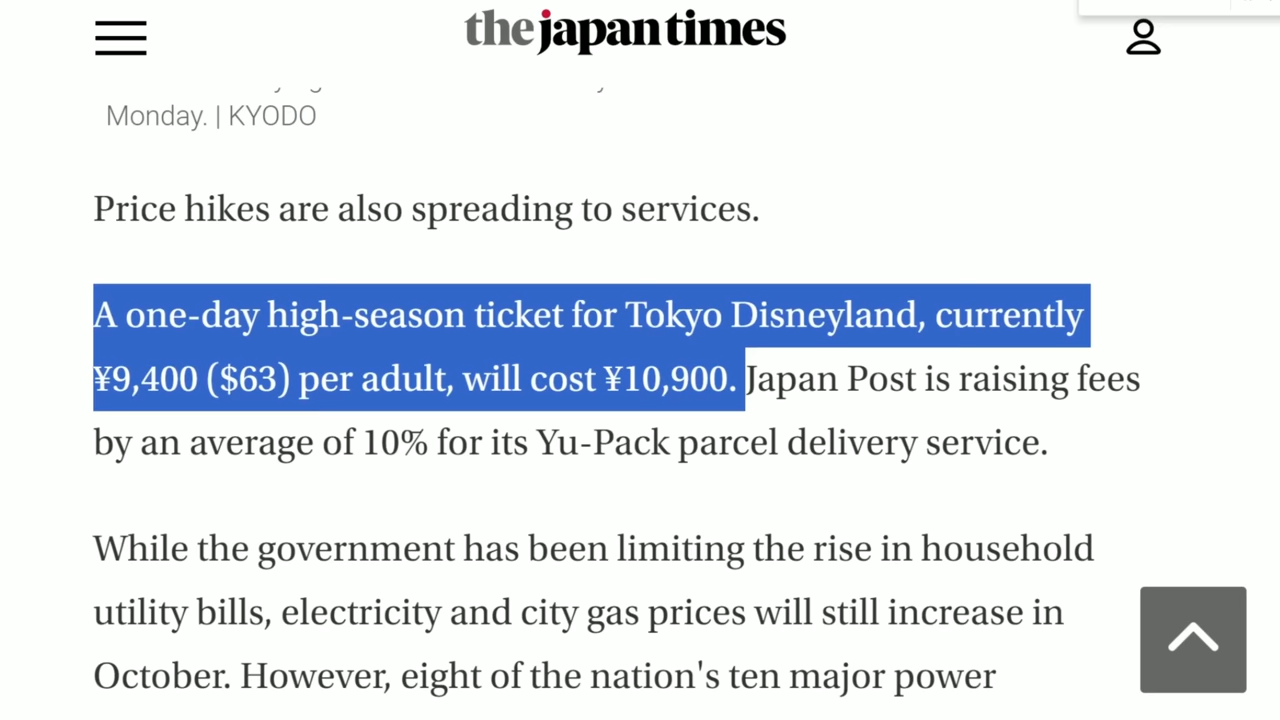 the japan times
Monday. | KYODO
Price hikes are also spreading to services.
A one-day high-season ticket for Tokyo Disneyland, currently
¥9,400 ($63) per adult, will cost ¥10,900. Japan Post is raising fees
by an average of 10% for its Yu-Pack parcel delivery service.
While the government has been limiting the rise in household
utility bills, electricity and city gas prices will still increase in
October. However, eight of the nation's ten major power